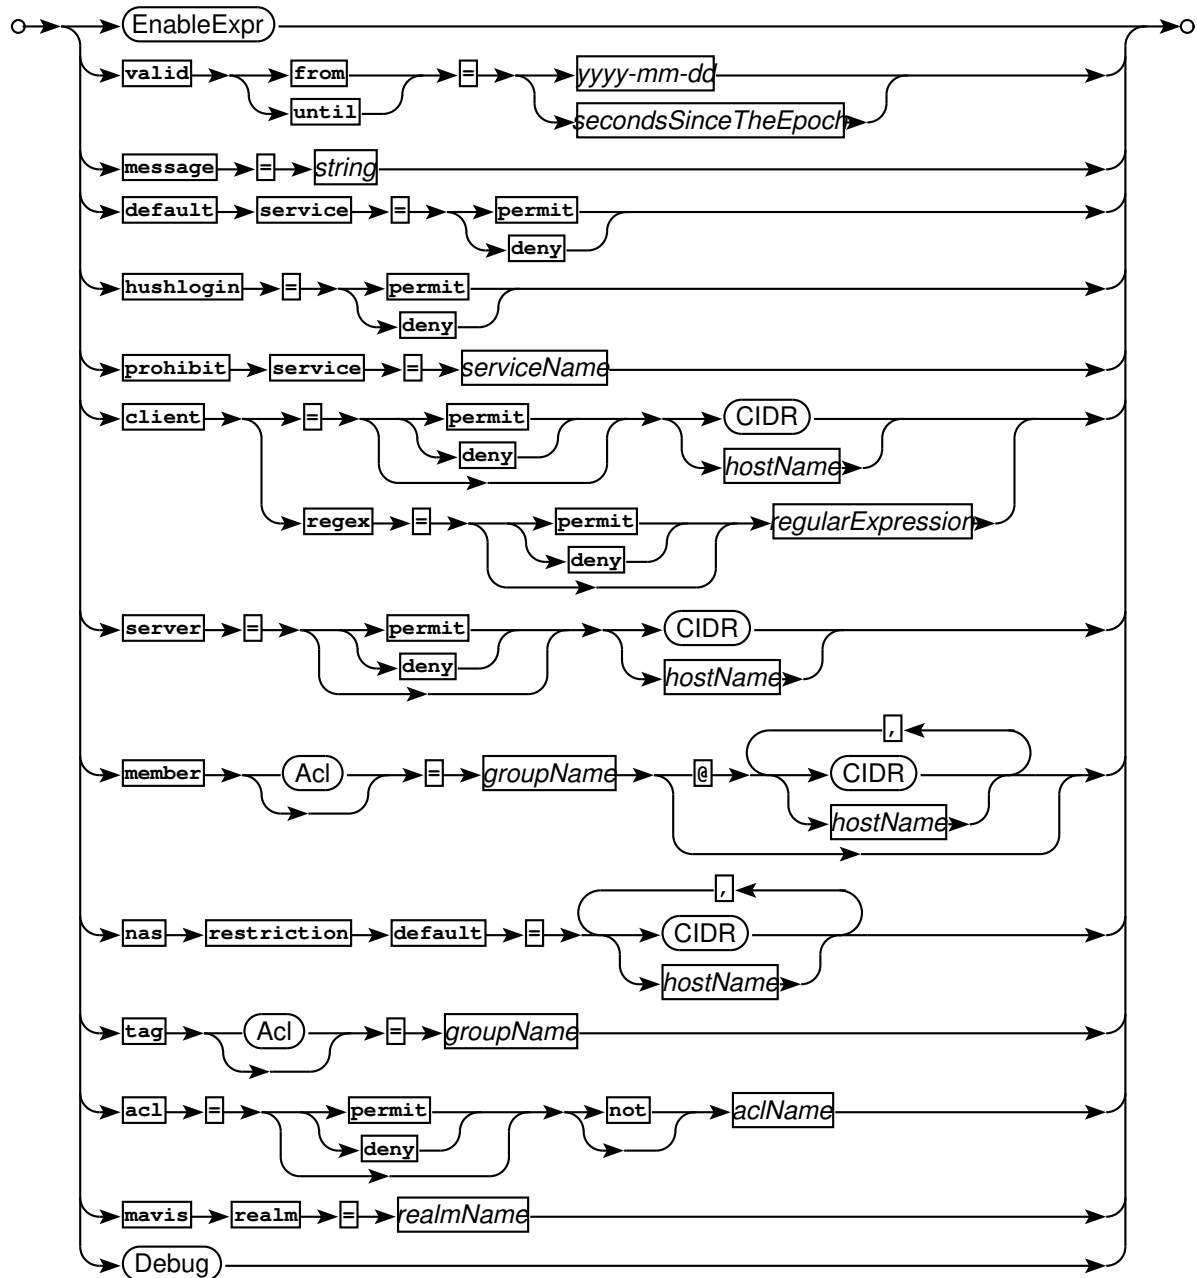 EnableExpr
valid from = yyyy-mm-dd
until secondsSinceTheEpoch
message = string
default service = permit
deny
hushlogin = permit
deny
prohibit service = serviceName
client = permit CIDR
deny hostName
regex = permit regularExpression
deny
server = permit CIDR
deny hostName
,
member Acl = groupName @ CIDR
hostName
,
nas restriction default = CIDR
hostName
tag Acl = groupName
acl = permit not aclName
deny
mavis realm = realmName
Debug